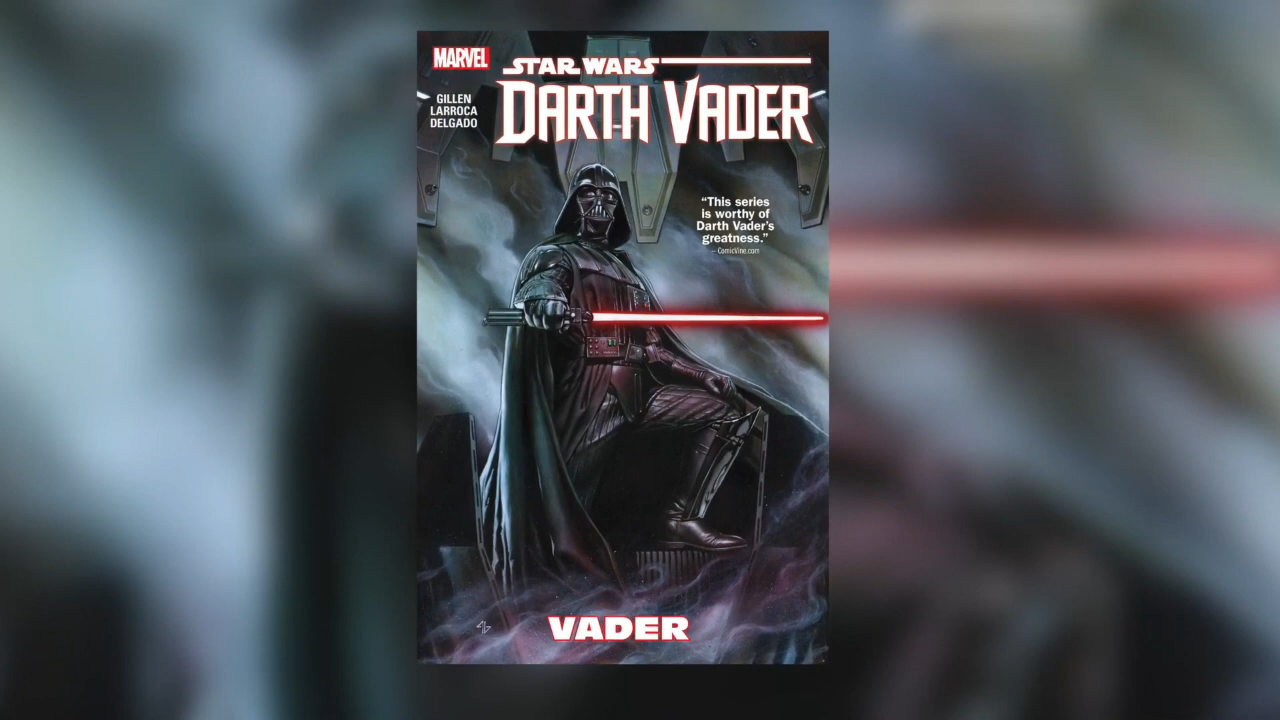 MARVEL
STAR WARS
DARTH VADER
GILLEN
LARROCA
DELGADO
“This series
is worthy of
Darth Vader’s
greatness.”
– ComicVine.com
VADER